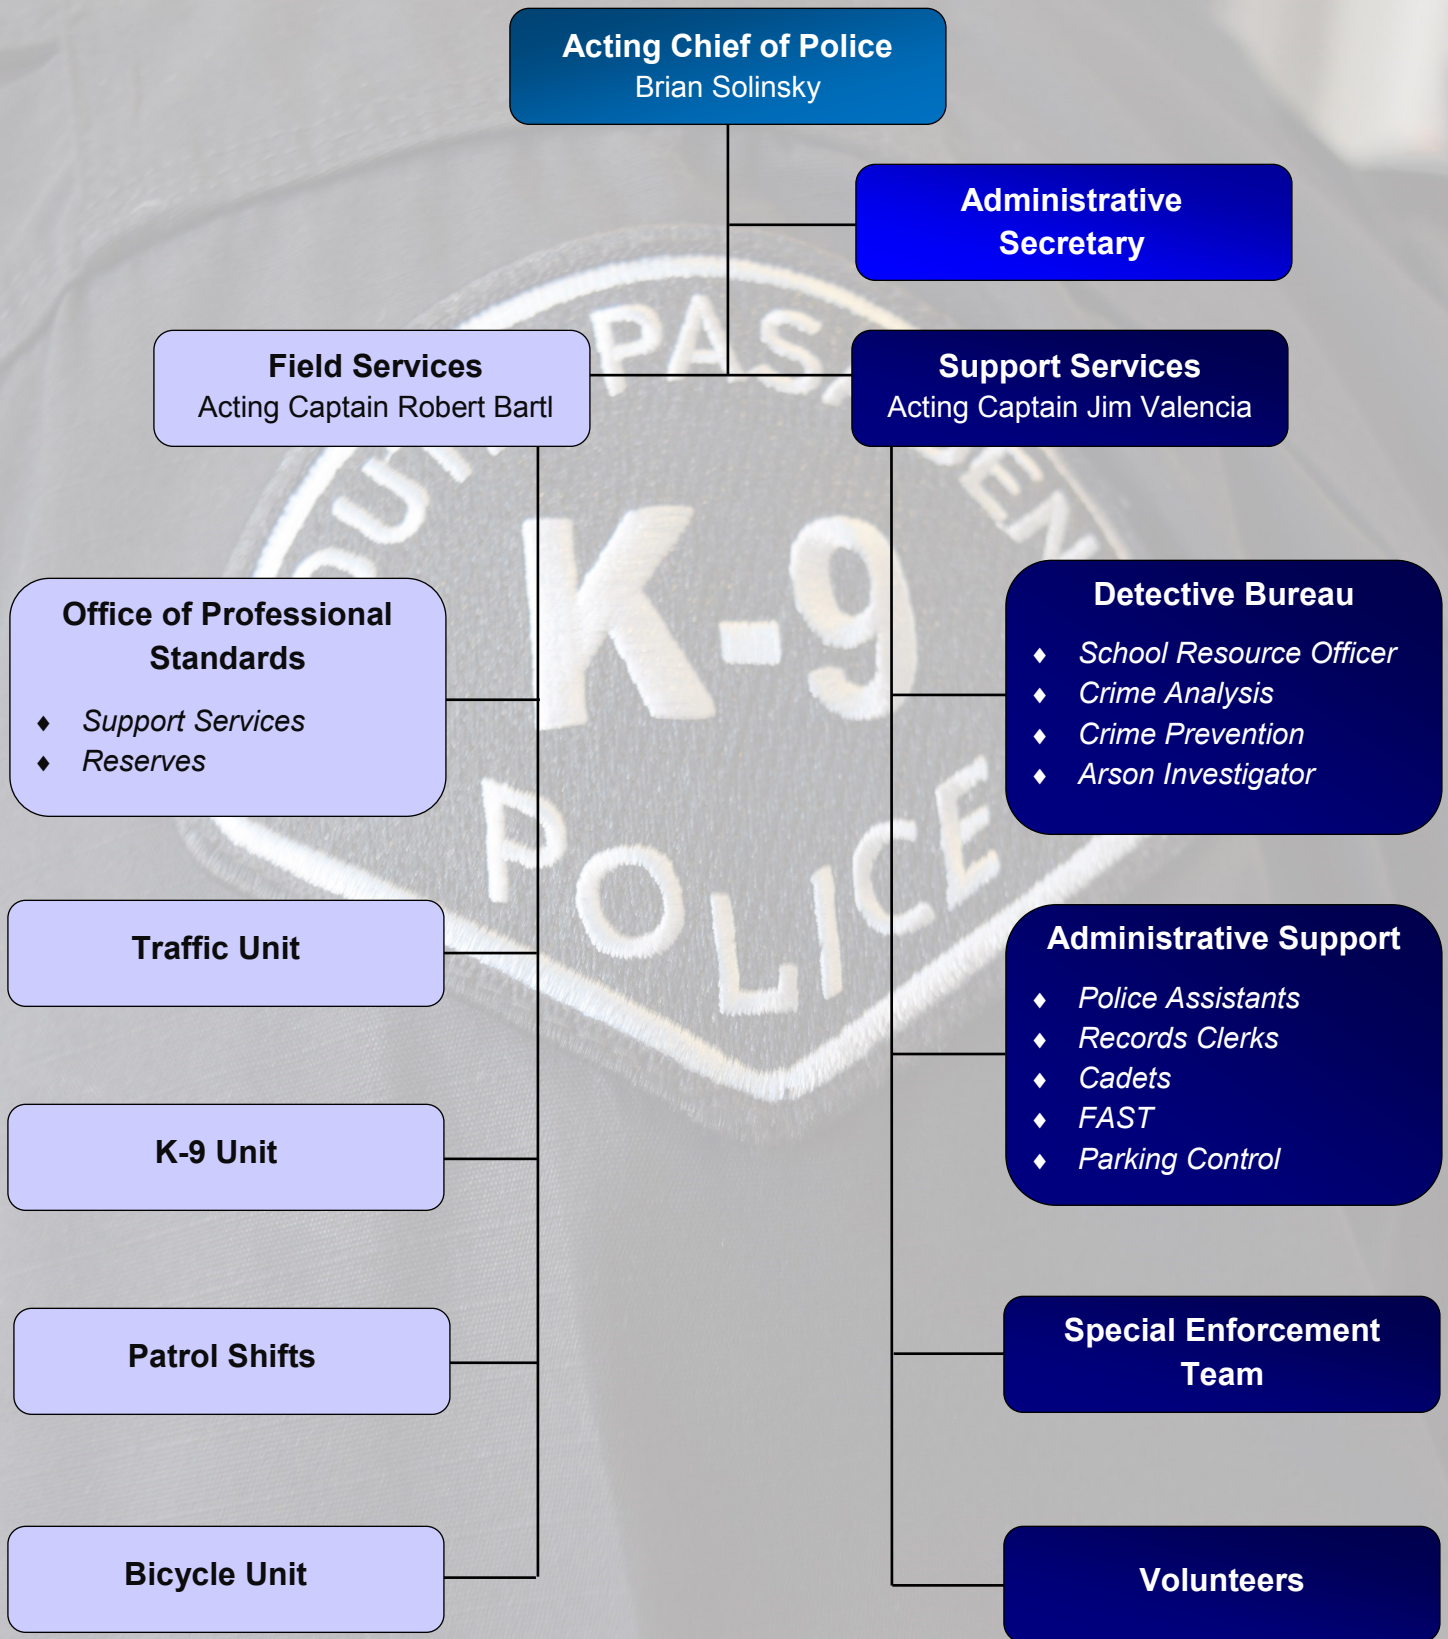 Acting Chief of Police
Brian Solinsky
Administrative
Secretary
Field Services
Acting Captain Robert Bartl
Support Services
Acting Captain Jim Valencia
Office of Professional
Standards
♦ Support Services
♦ Reserves
Traffic Unit
K-9 Unit
Patrol Shifts
Bicycle Unit
Detective Bureau
♦ School Resource Officer
♦ Crime Analysis
♦ Crime Prevention
♦ Arson Investigator
Administrative Support
♦ Police Assistants
♦ Records Clerks
♦ Cadets
♦ FAST
♦ Parking Control
Special Enforcement
Team
Volunteers
K-9
POLICE